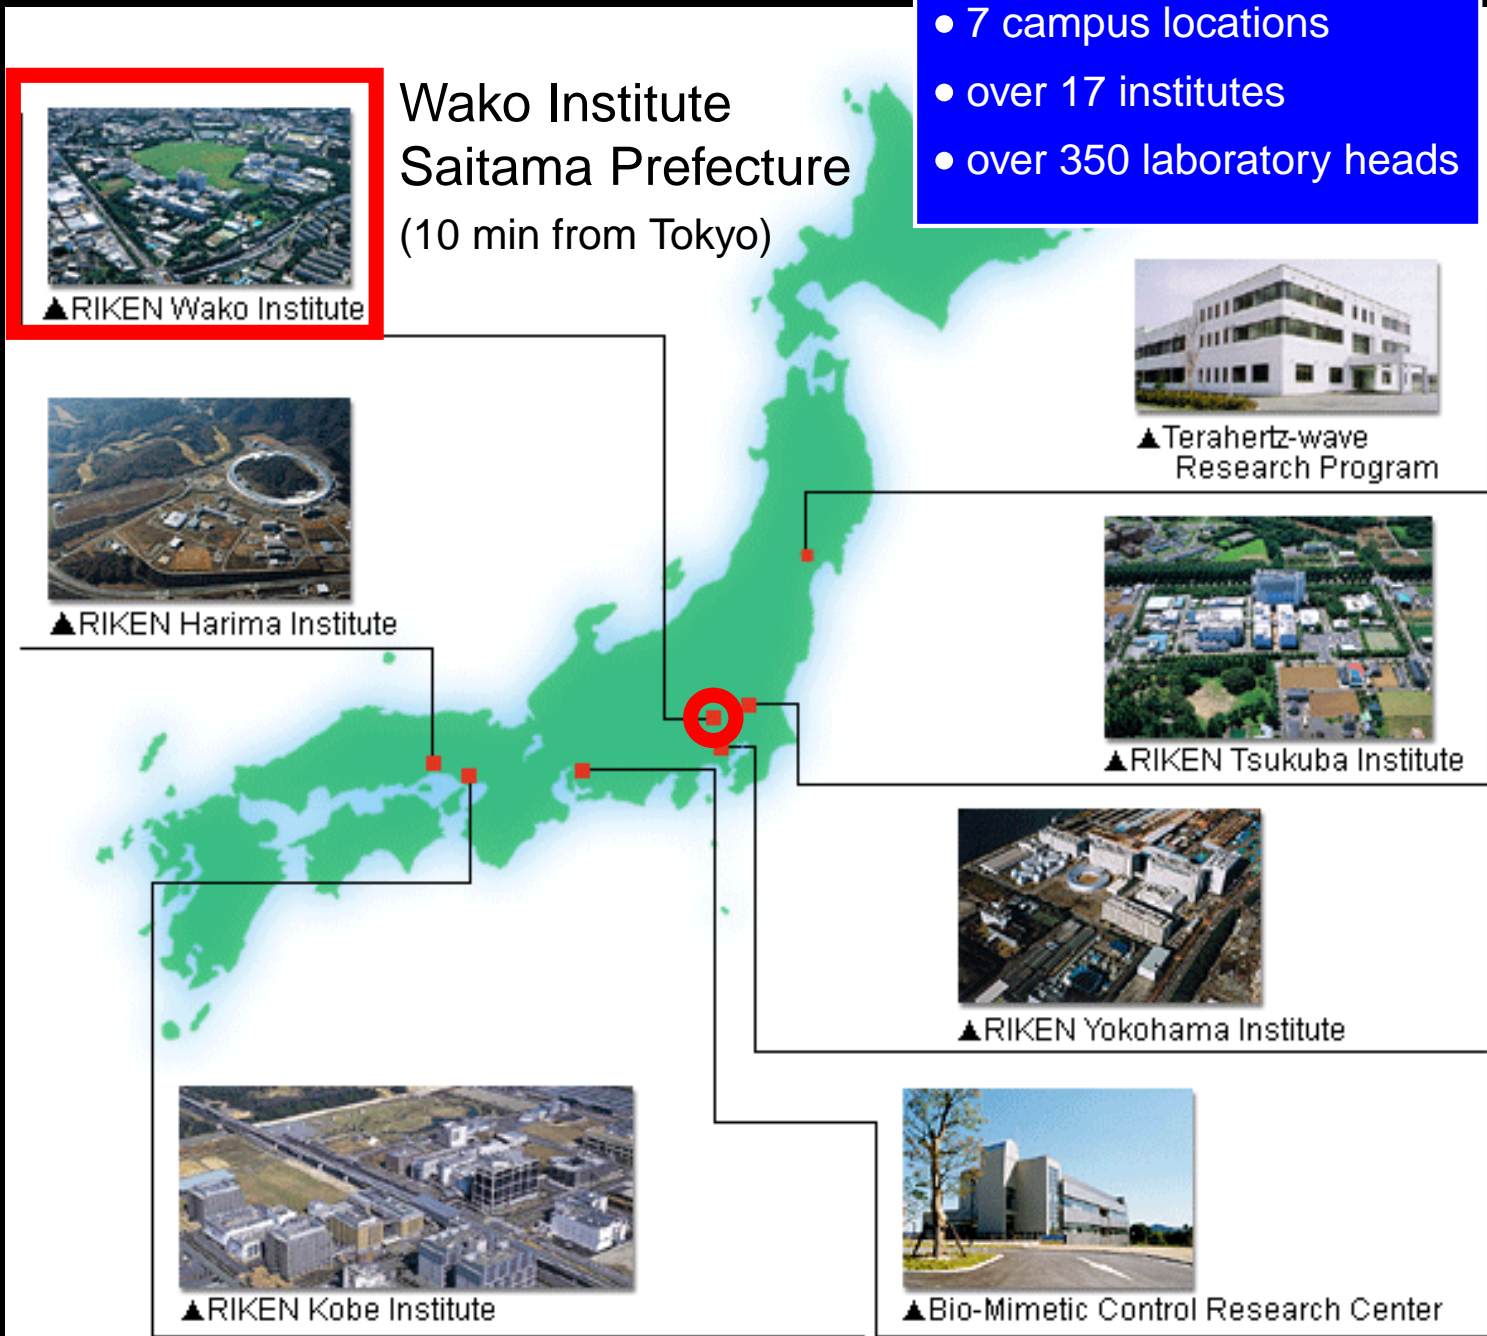 ● 7 campus locations
● over 17 institutes
● over 350 laboratory heads
Wako Institute
Saitama Prefecture
(10 min from Tokyo)
▲RIKEN Wako Institute
▲Terahertz-wave
Research Program
▲RIKEN Harima Institute
▲RIKEN Tsukuba Institute
▲RIKEN Yokohama Institute
▲RIKEN Kobe Institute
▲Bio-Mimetic Control Research Center